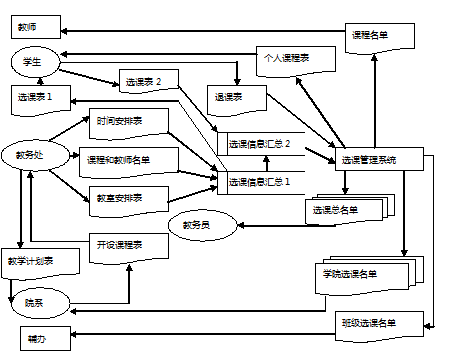 教师
课程名单
学生
个人课程表
选课表 2
选课表 1
退课表
时间安排表
选课信息汇总 2
教务处
课程和教师名单
选课管理系统
选课信息汇总 1
教室安排表
选课总名单
教务员
开设课程表
教学计划表
学院选课名单
院系
班级选课名单
辅办